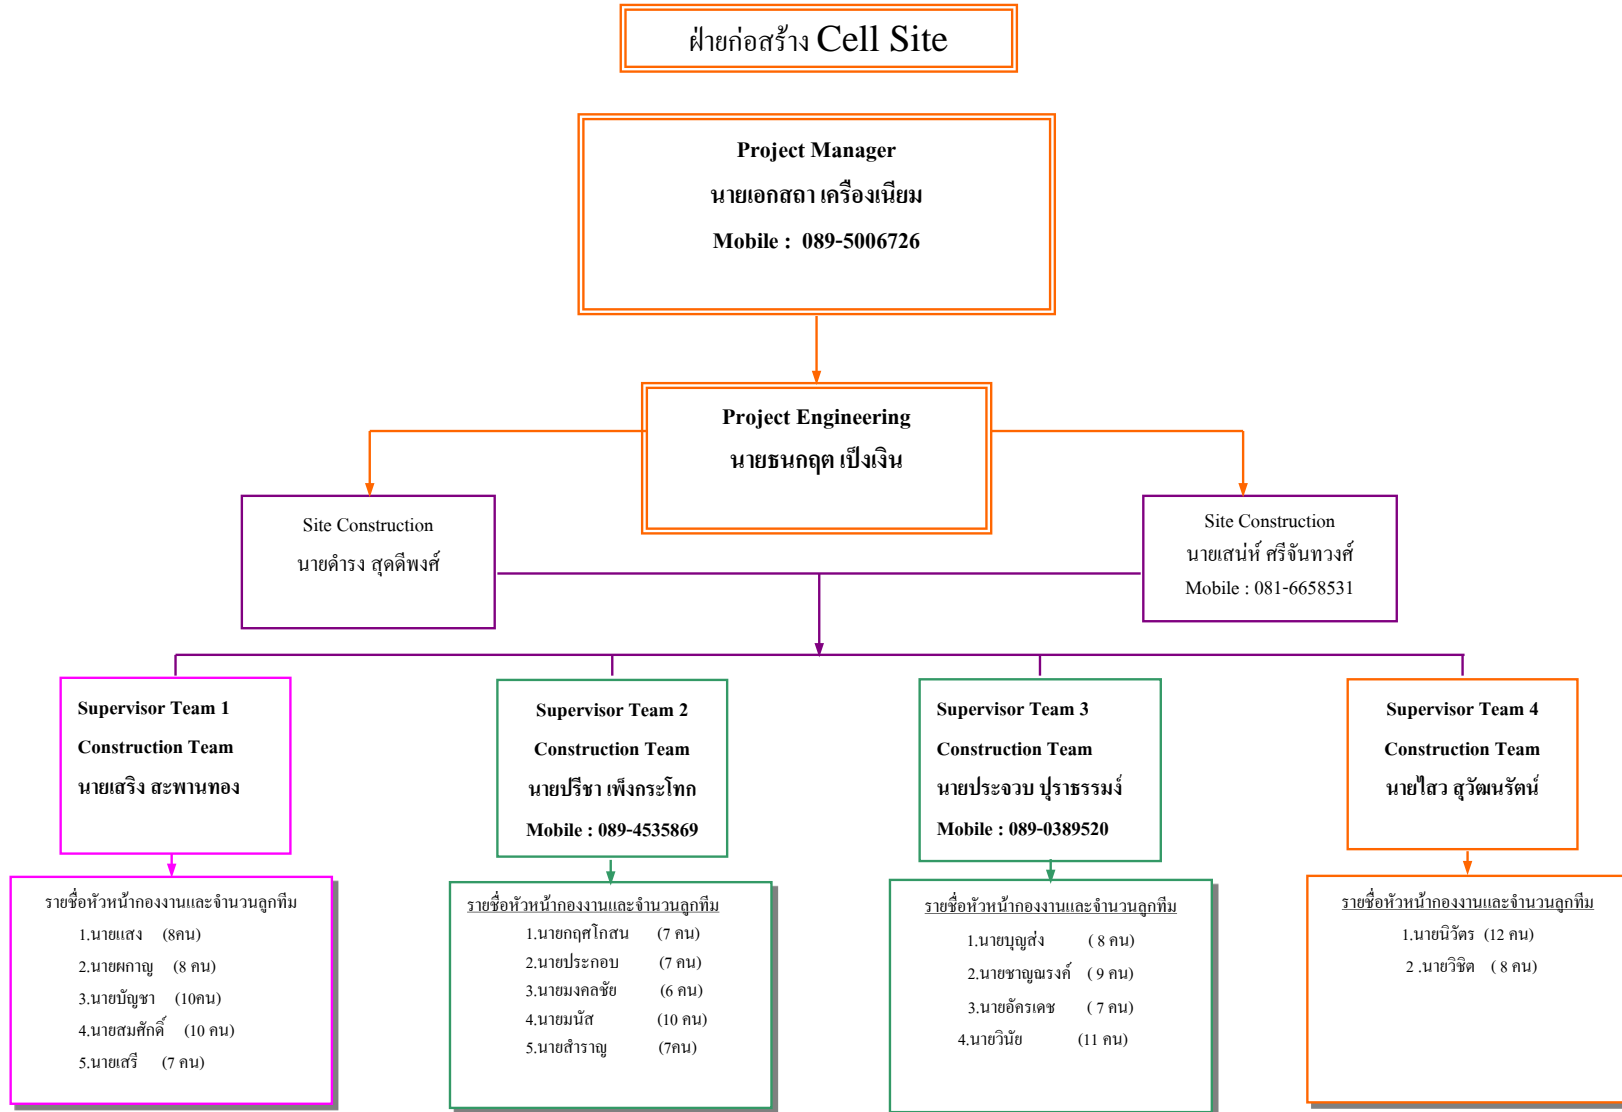 ฝ่ายก่อสร้าง Cell Site
Project Manager
นายเอกสถา เครืองเนียม
Mobile :  089-5006726
Project Engineering
นายธนกฤต เป็งเงิน
Site Construction
นายดำรง สุดดีพงศ์
Site Construction
นายเสน่ห์ ศรีจันทวงศ์
Mobile : 081-6658531
Supervisor Team 1
Construction Team
นายเสริง สะพานทอง
Supervisor Team 2
Construction Team
นายปรีชา เพ็งกระโทก
Mobile : 089-4535869
Supervisor Team 3
Construction Team
นายประจวบ ปุราธรรมง์
Mobile : 089-0389520
Supervisor Team 4
Construction Team
นายไสว สุวัฒนรัตน์
รายชื่อหัวหน้ากองงานและจำนวนลูกทีม
1.นายแสง (8คน)
2.นายผกาญ (8 คน)
3.นายบัญชา (10คน)
4.นายสมศักดิ์ (10 คน)
5.นายเสรี (7 คน)
รายชื่อหัวหน้ากองงานและจำนวนลูกทีม
1.นายกฤศโกสน (7 คน)
2.นายประกอบ (7 คน)
3.นายมงคลชัย (6 คน)
4.นายมนัส (10 คน)
5.นายสำราญ (7คน)
รายชื่อหัวหน้ากองงานและจำนวนลูกทีม
1.นายบุญส่ง ( 8 คน)
2.นายชาญณรงค์ ( 9 คน)
3.นายอัครเดช ( 7 คน)
4.นายวินัย (11 คน)
รายชื่อหัวหน้ากองงานและจำนวนลูกทีม
1.นายนิวัตร (12 คน)
2 .นายวิชิต ( 8 คน)